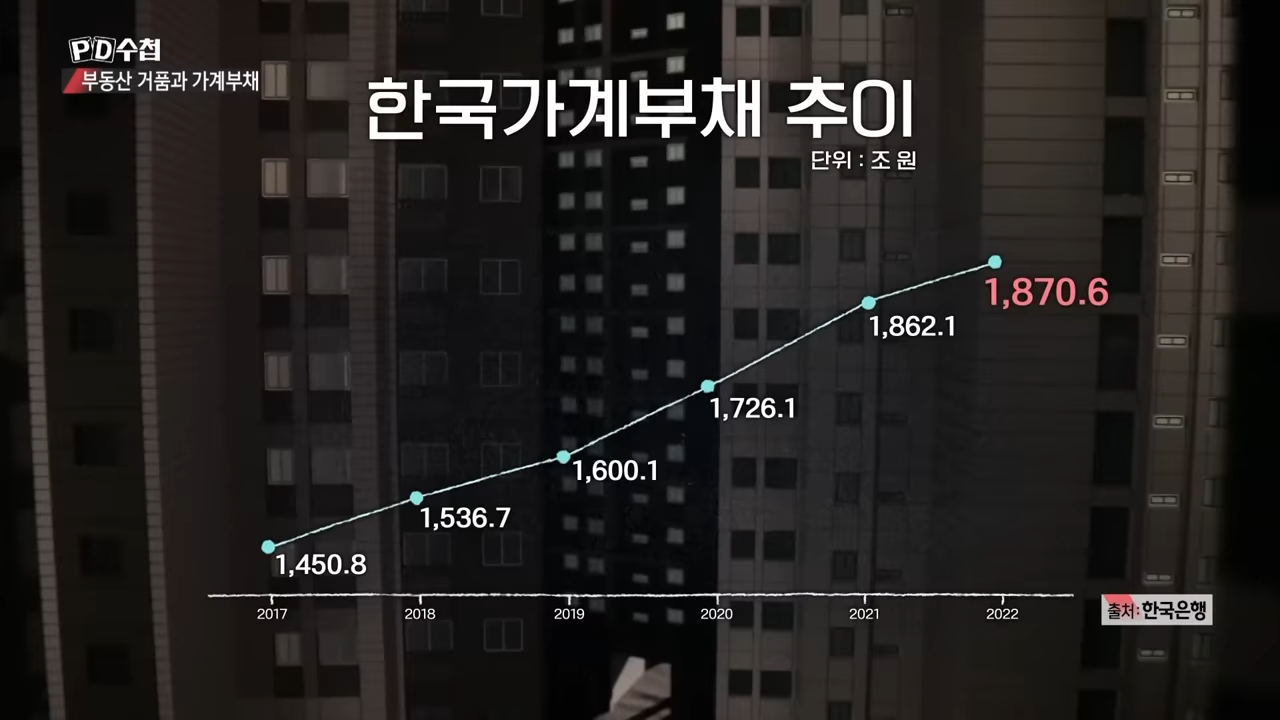 PD수첩
부동산 거품과 가계부채
한국가계부채 추이
단위 : 조 원
1,870.6
1,862.1
1,726.1
1,600.1
1,536.7
1,450.8
2017 2018 2019 2020 2021 2022
출처: 한국은행